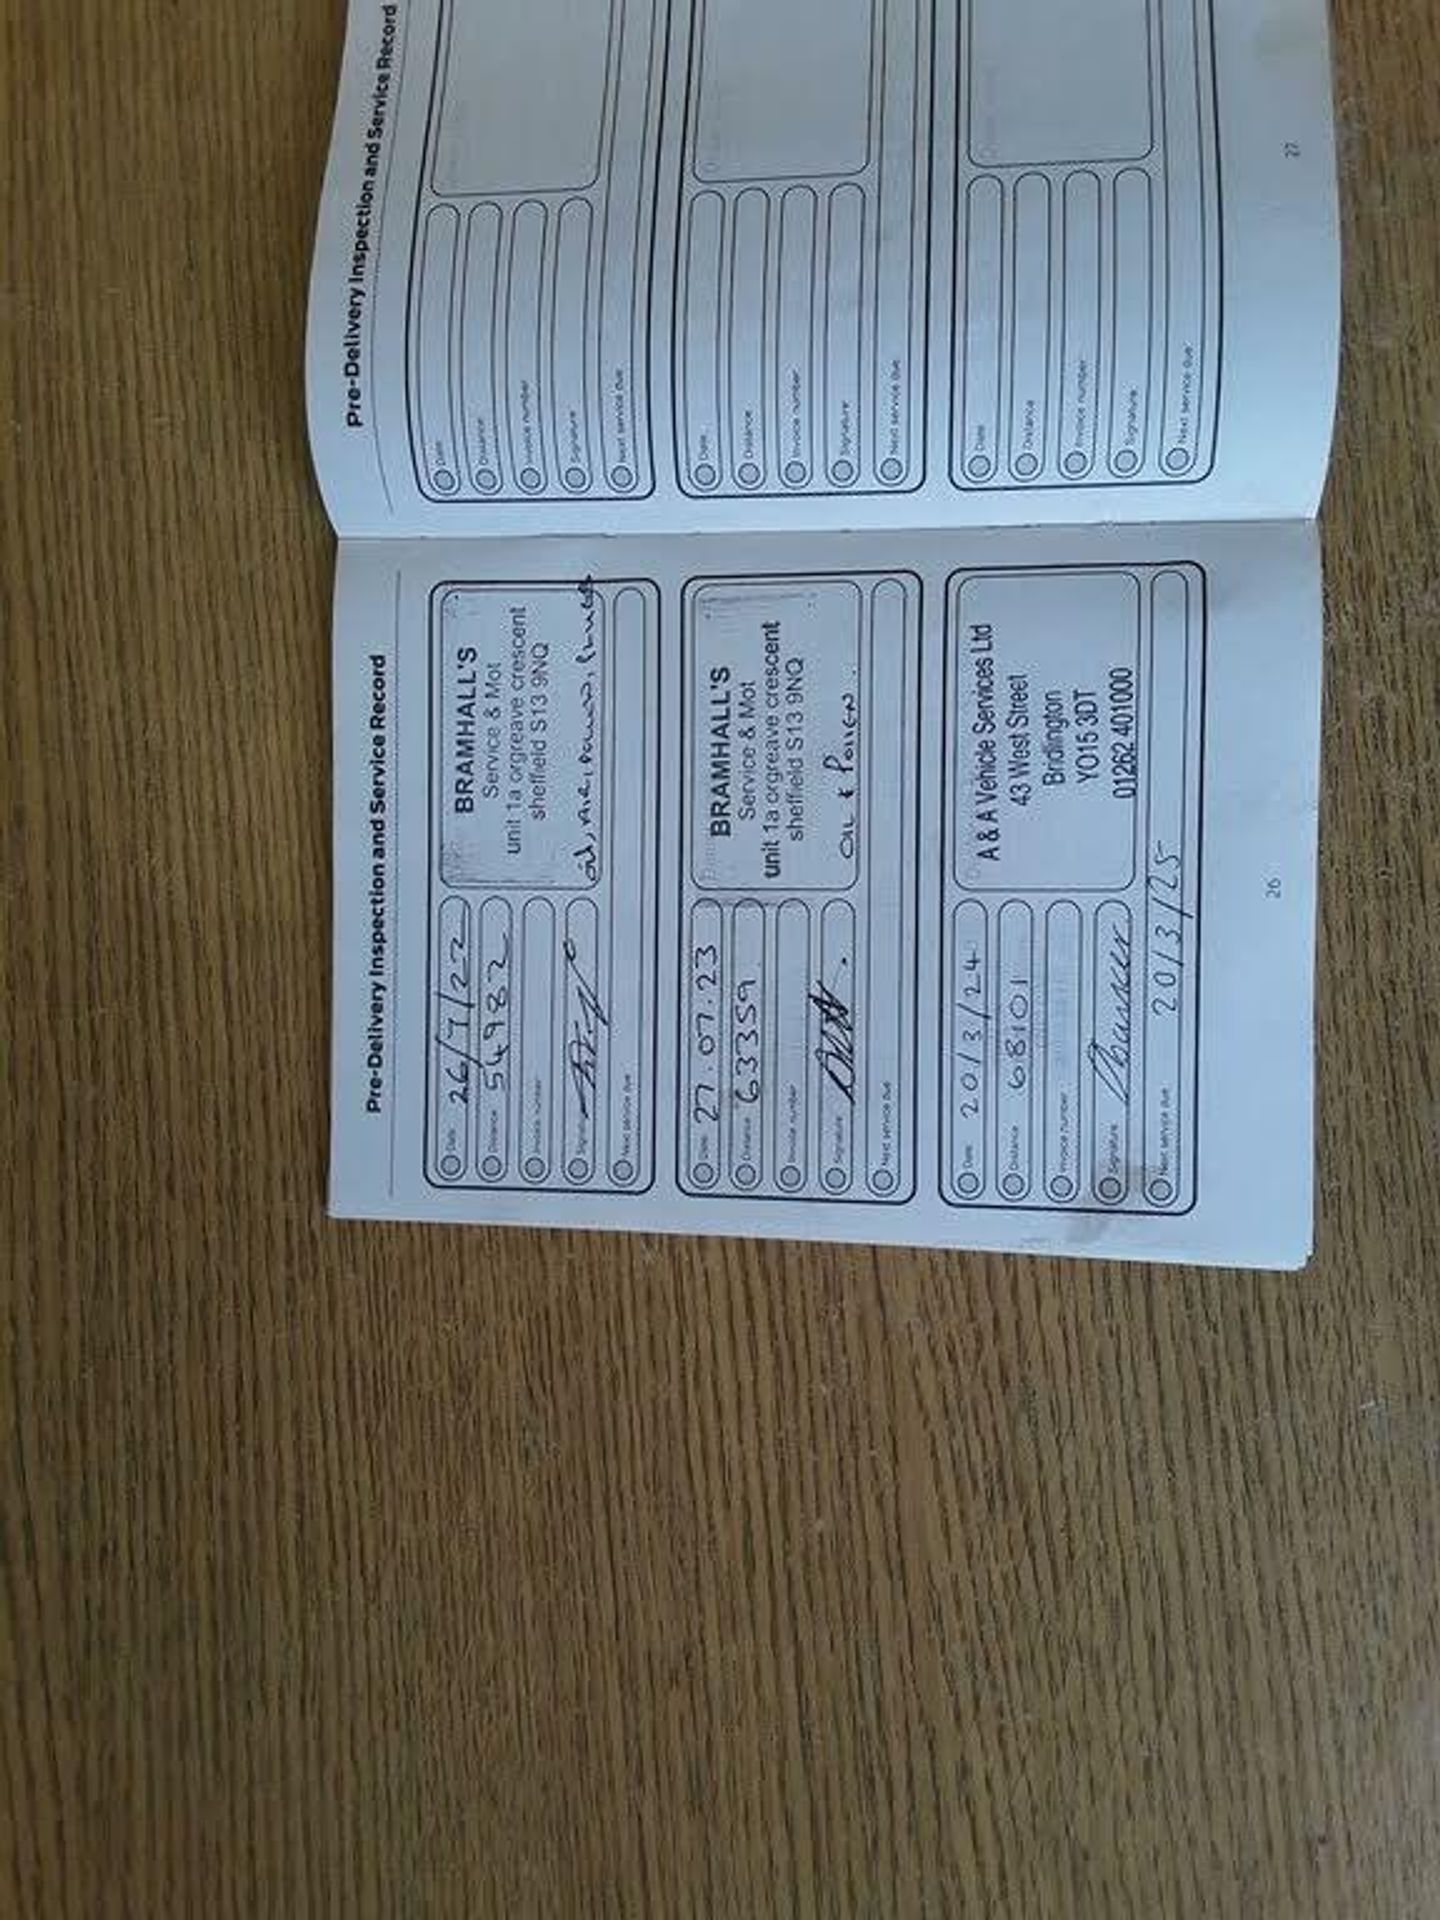 Pre-Delivery Inspection and Service Record
Date 26/7/22
Distance 54982
Invoice number
Signature
Next service due
BRAMHALL'S
Service & Mot
unit 1a orgreave crescent
sheffield S13 9NQ
oil, Air, Pollen,
Date 27.07.23
Distance 63359
Invoice number
Signature
Next service due
BRAMHALL'S
Service & Mot
unit 1a orgreave crescent
sheffield S13 9NQ
OIL & Pollen.
Date 20/3/24
Distance 68101
Invoice number
Signature
Next service due 20/3/25
A & A Vehicle Services Ltd
43 West Street
Bridlington
YO15 3DT
01262 401000
26
Pre-Delivery Inspection and Service Record
Date
Distance
Invoice number
Signature
Next service due
Date
Distance
Invoice number
Signature
Next service due
Date
Distance
Invoice number
Signature
Next service due
27